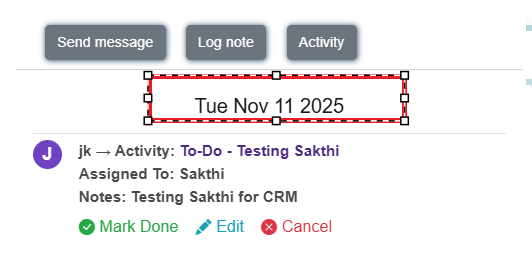 Send message Log note Activity
Tue Nov 11 2025
J jk → Activity: To-Do - Testing Sakthi
Assigned To: Sakthi
Notes: Testing Sakthi for CRM
Mark Done Edit Cancel